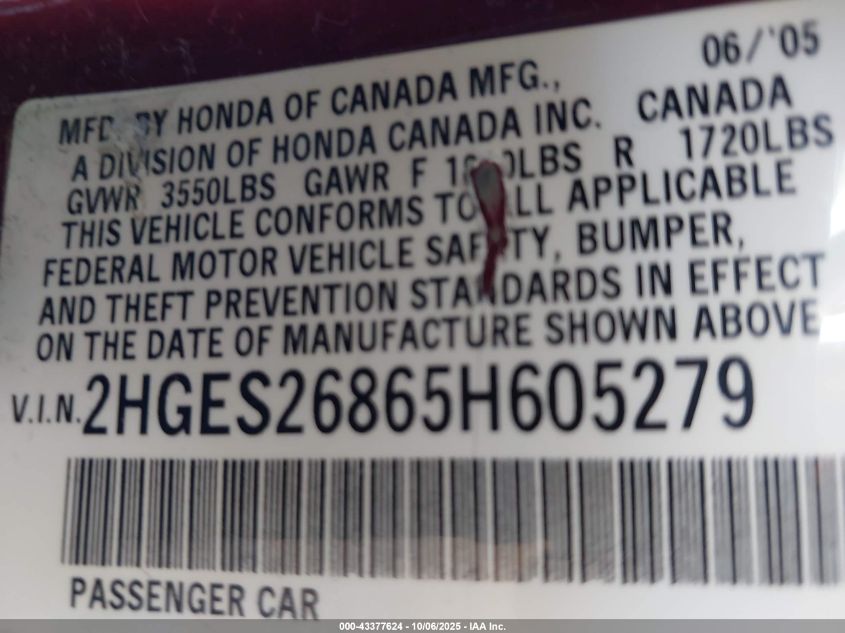 06/'05
MFD. BY HONDA OF CANADA MFG.,
A DIVISION OF HONDA CANADA INC. CANADA
GVWR 3550LBS GAWR F R 1720LBS
THIS VEHICLE CONFORMS TO ALL APPLICABLE
FEDERAL MOTOR VEHICLE SAFETY, BUMPER,
AND THEFT PREVENTION STANDARDS IN EFFECT
ON THE DATE OF MANUFACTURE SHOWN ABOVE
V.I.N. 2HGES26865H605279
PASSENGER CAR
000-43377624 - 10/06/2025 - IAA Inc.